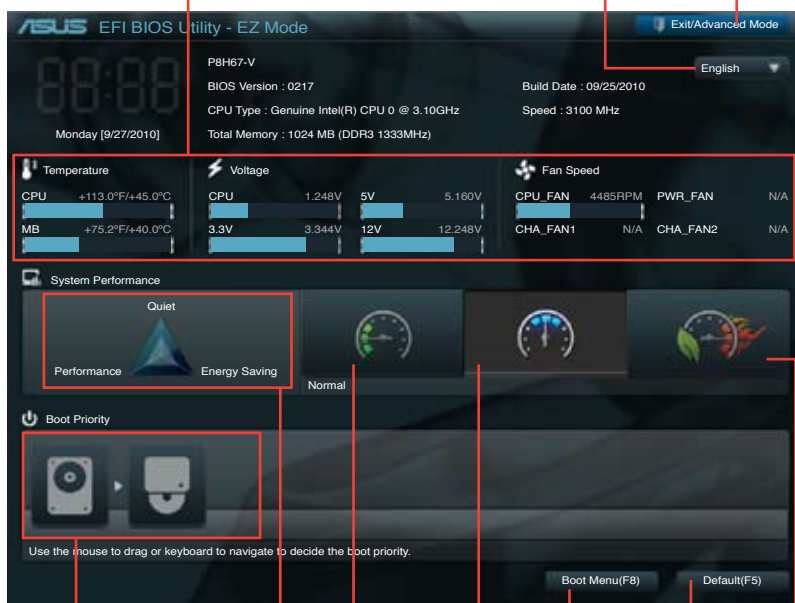 ASUS EFI BIOS Utility - EZ Mode
Exit/Advanced Mode
English
88:88
Monday [9/27/2010]
P8H67-V
BIOS Version : 0217
Build Date : 09/25/2010
CPU Type : Genuine Intel(R) CPU 0 @ 3.10GHz
Speed : 3100 MHz
Total Memory : 1024 MB (DDR3 1333MHz)
Temperature
CPU +113.0ºF/+45.0ºC
MB +75.2ºF/+40.0ºC
Voltage
CPU 1.248V 5V 5.160V
3.3V 3.344V 12V 12.248V
Fan Speed
CPU_FAN 4485RPM PWR_FAN N/A
CHA_FAN1 N/A CHA_FAN2 N/A
System Performance
Quiet
Performance Energy Saving
Normal
Boot Priority
Use the mouse to drag or keyboard to navigate to decide the boot priority.
Boot Menu(F8) Default(F5)